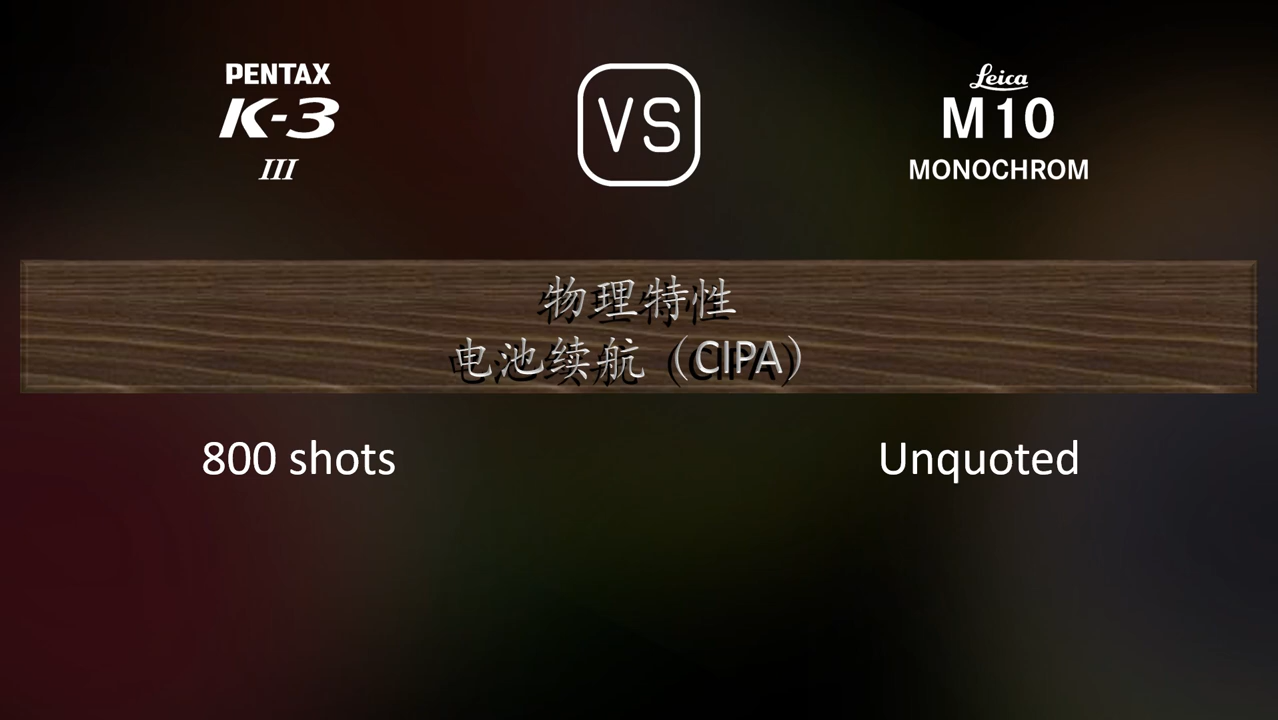 PENTAX
K-3
III
VS
Leica
M10
MONOCHROM
物理特性
电池续航（CIPA）
800 shots
Unquoted